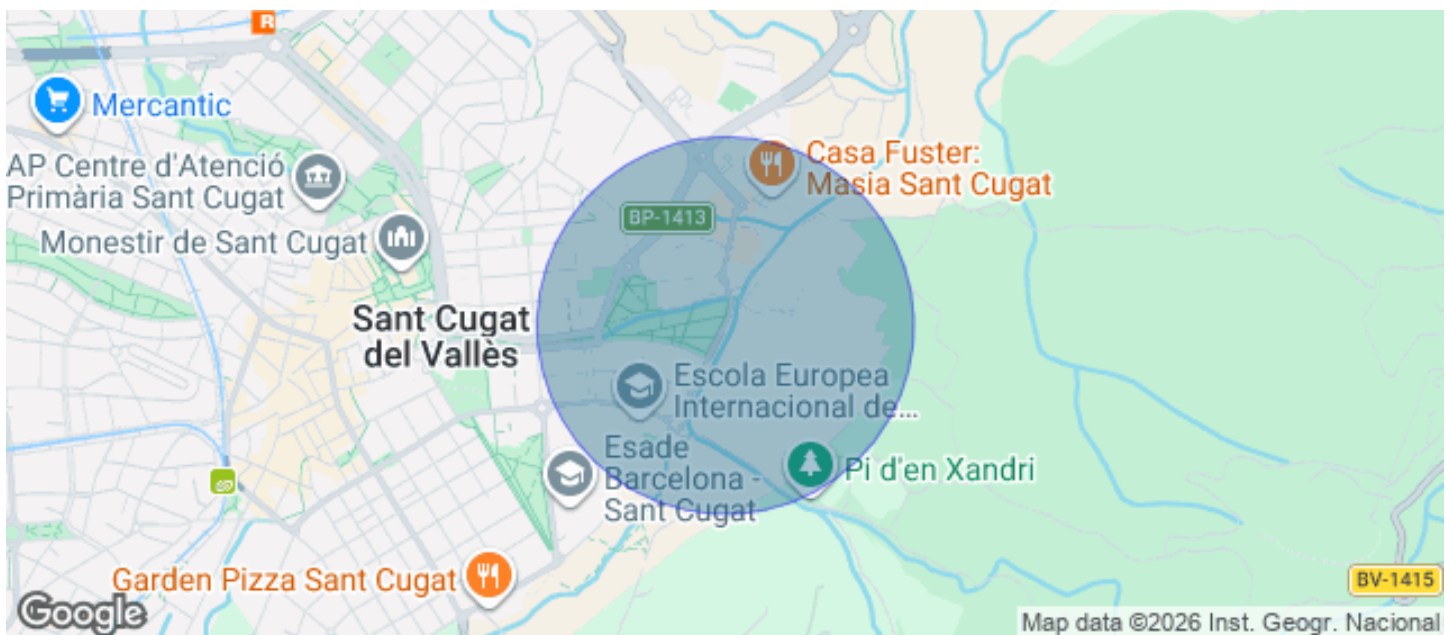 R
Mercantic
AP Centre d'Atenció
Primària Sant Cugat
Monestir de Sant Cugat
Casa Fuster:
Masia Sant Cugat
BP-1413
Sant Cugat
del Vallès
Escola Europea
Internacional de...
Esade
Barcelona -
Sant Cugat
Pi d'en Xandri
Garden Pizza Sant Cugat
BV-1415
Google
Map data ©2026 Inst. Geogr. Nacional